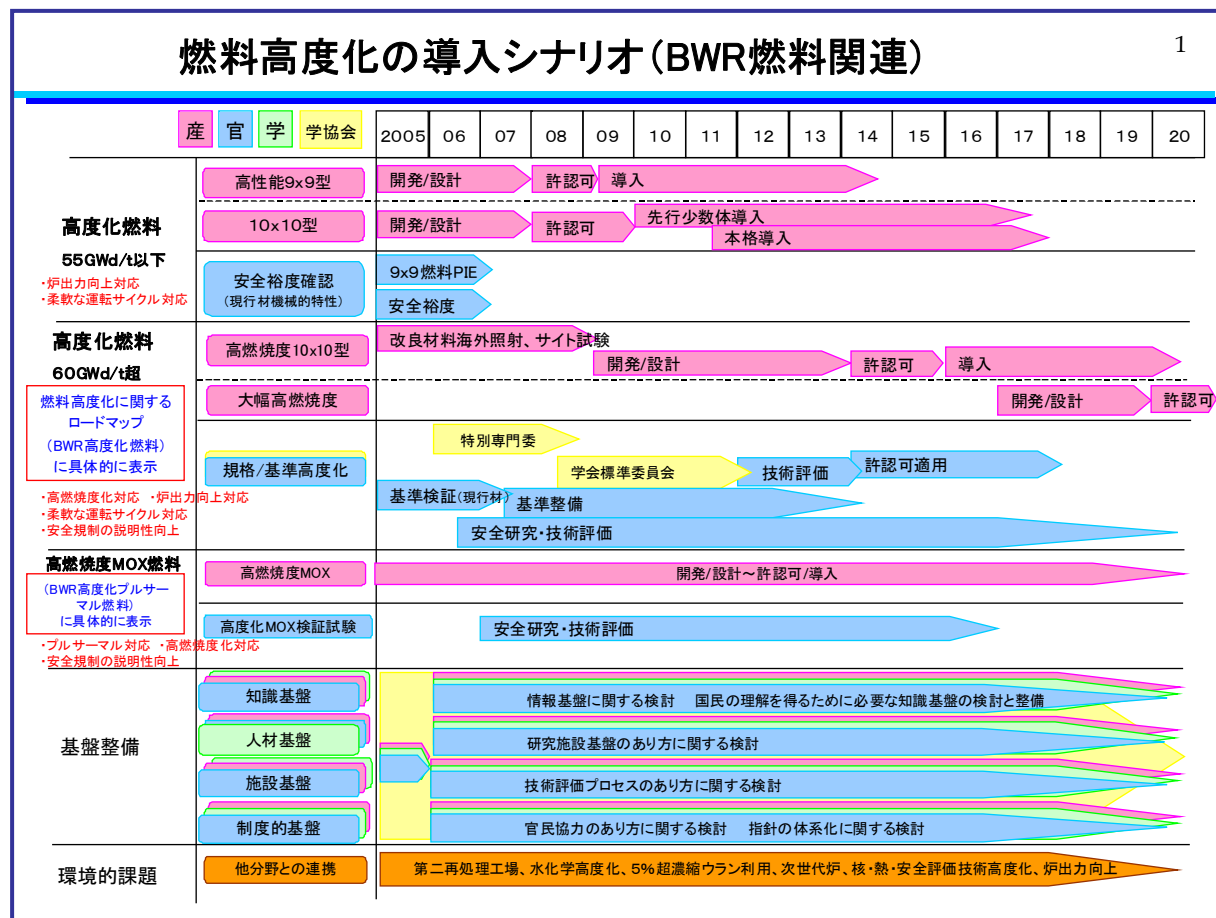 燃料高度化の導入シナリオ（BWR燃料関連）
1
産 官 学 学協会
2005 06 07 08 09 10 11 12 13 14 15 16 17 18 19 20
高度化燃料
55GWd/t以下
・炉出力向上対応
・柔軟な運転サイクル対応
高性能9x9型
開発/設計 許認可 導入
10x10型
開発/設計 許認可 先行少数体導入
本格導入
安全裕度確認
(現行材機械的特性)
9x9燃料PIE
安全裕度
高度化燃料
60GWd/t超
燃料高度化に関する
ロードマップ
（BWR高度化燃料）
に具体的に表示
・高燃焼度化対応 ・炉出力向上対応
・柔軟な運転サイクル対応
・安全規制の説明性向上
高燃焼度10x10型
改良材料海外照射、サイト試験
開発/設計 許認可 導入
大幅高燃焼度
開発/設計 許認可
規格/基準高度化
特別専門委
学会標準委員会 技術評価 許認可適用
基準検証(現行材) 基準整備
安全研究・技術評価
高燃焼度MOX燃料
（BWR高度化プルサー
マル燃料）
に具体的に表示
・プルサーマル対応 ・高燃焼度化対応
・安全規制の説明性向上
高燃焼度MOX
開発/設計～許認可/導入
高度化MOX検証試験
安全研究・技術評価
基盤整備
知識基盤
情報基盤に関する検討 国民の理解を得るために必要な知識基盤の検討と整備
人材基盤
研究施設基盤のあり方に関する検討
施設基盤
技術評価プロセスのあり方に関する検討
制度的基盤
官民協力のあり方に関する検討 指針の体系化に関する検討
環境的課題
他分野との連携
第二再処理工場、水化学高度化、5%超濃縮ウラン利用、次世代炉、核・熱・安全評価技術高度化、炉出力向上